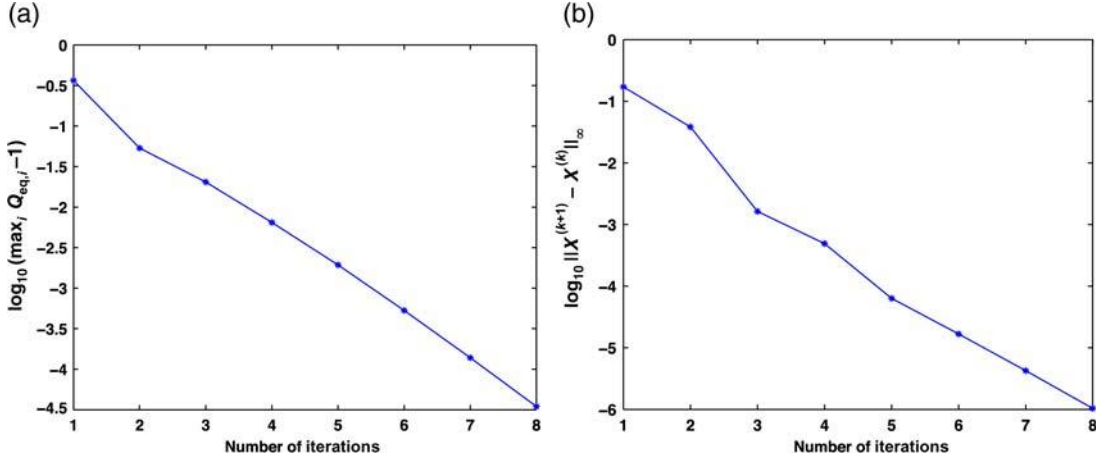 (a)
0
−0.5
−1
−1.5
−2
−2.5
−3
−3.5
−4
−4.5
1 2 3 4 5 6 7 8
Number of iterations
log10 (maxi Qeq,i −1)
(b)
0
−1
−2
−3
−4
−5
−6
1 2 3 4 5 6 7 8
Number of iterations
log10 ||X(k+1) − X(k)||∞